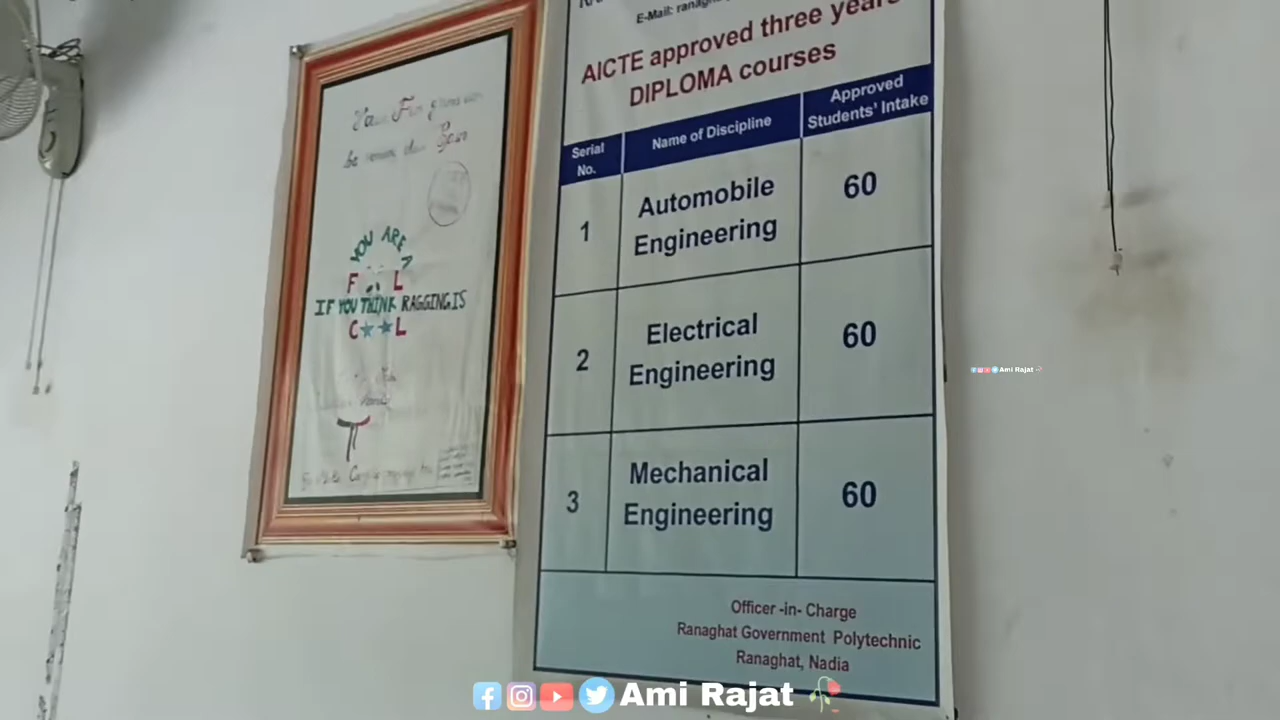 YOU ARE A
F L
IF YOU THINK RAGGING IS
C★★L
E-Mail:
AICTE approved three years
DIPLOMA courses
Serial No.
Name of Discipline
Approved Students' Intake
1
Automobile Engineering
60
2
Electrical Engineering
60
3
Mechanical Engineering
60
Officer -in- Charge
Ranaghat Government Polytechnic
Ranaghat, Nadia
Ami Rajat
Ami Rajat